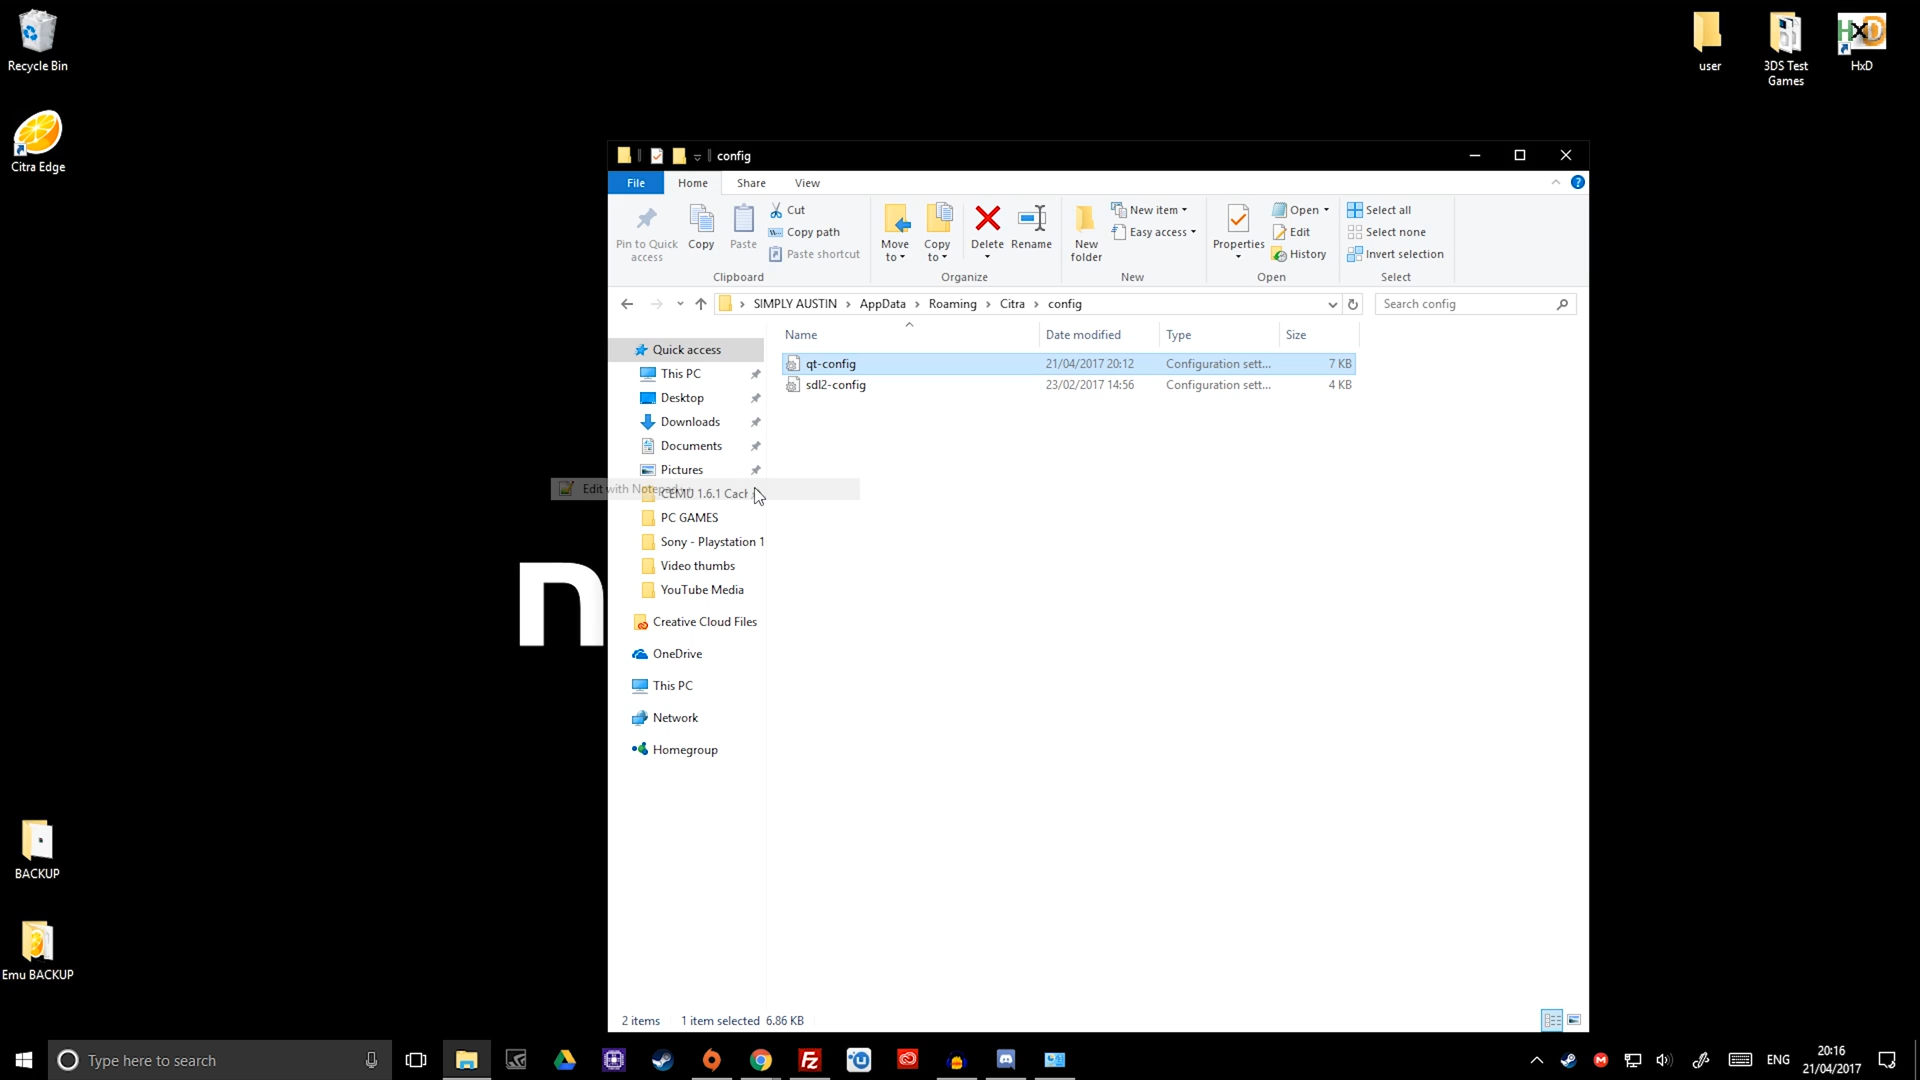 Recycle Bin
Citra Edge
BACKUP
Emu BACKUP
user
3DS Test
Games
HxD
n
config
File
Home
Share
View
Pin to Quick
access
Copy
Paste
Cut
Copy path
Paste shortcut
Clipboard
Move
to
Copy
to
Delete
Rename
Organize
New
folder
New item
Easy access
New
Properties
Open
Edit
History
Open
Select all
Select none
Invert selection
Select
SIMPLY AUSTIN
AppData
Roaming
Citra
config
Search config
Name
Date modified
Type
Size
qt-config
21/04/2017 20:12
Configuration sett...
7 KB
sdl2-config
23/02/2017 14:56
Configuration sett...
4 KB
Quick access
This PC
Desktop
Downloads
Documents
Pictures
Edit with
CEMU 1.6.1 Cach
PC GAMES
Sony - Playstation 1
Video thumbs
YouTube Media
Creative Cloud Files
OneDrive
This PC
Network
Homegroup
2 items
1 item selected 6.86 KB
Type here to search
ENG
20:16
21/04/2017